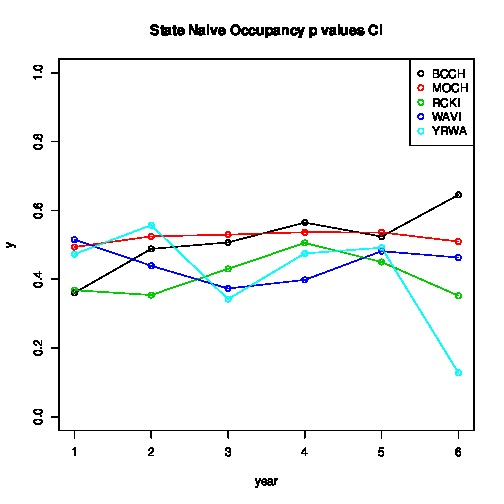 State Naive Occupancy p values CI
BCCH
MOCH
RCKI
WAVI
YRWA
y
1.0
0.8
0.6
0.4
0.2
0.0
1 2 3 4 5 6
year